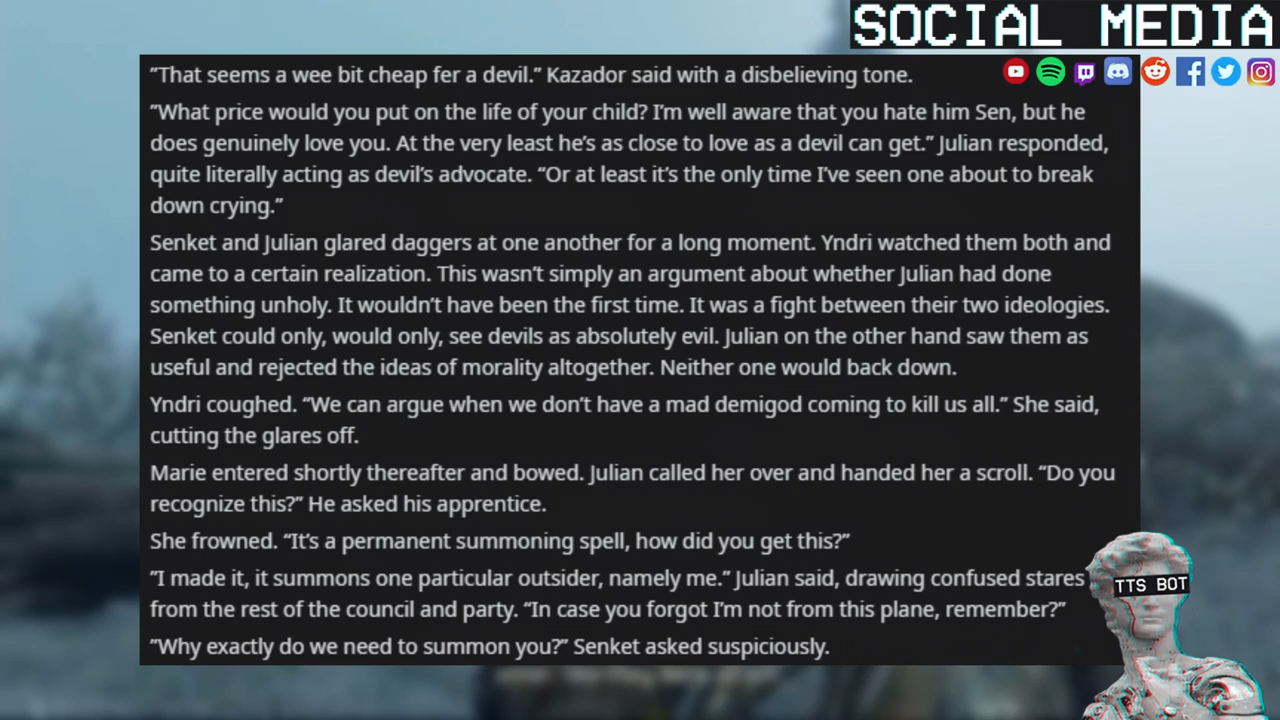 SOCIAL MEDIA
"That seems a wee bit cheap fer a devil." Kazador said with a disbelieving tone.
"What price would you put on the life of your child? I'm well aware that you hate him Sen, but he
does genuinely love you. At the very least he's as close to love as a devil can get." Julian responded,
quite literally acting as devil's advocate. "Or at least it's the only time I've seen one about to break
down crying."
Senket and Julian glared daggers at one another for a long moment. Yndri watched them both and
came to a certain realization. This wasn't simply an argument about whether Julian had done
something unholy. It wouldn't have been the first time. It was a fight between their two ideologies.
Senket could only, would only, see devils as absolutely evil. Julian on the other hand saw them as
useful and rejected the ideas of morality altogether. Neither one would back down.
Yndri coughed. "We can argue when we don't have a mad demigod coming to kill us all." She said,
cutting the glares off.
Marie entered shortly thereafter and bowed. Julian called her over and handed her a scroll. "Do you
recognize this?" He asked his apprentice.
She frowned. "It's a permanent summoning spell, how did you get this?"
"I made it, it summons one particular outsider, namely me." Julian said, drawing confused stares
from the rest of the council and party. "In case you forgot I'm not from this plane, remember?"
"Why exactly do we need to summon you?" Senket asked suspiciously.
TTS BOT